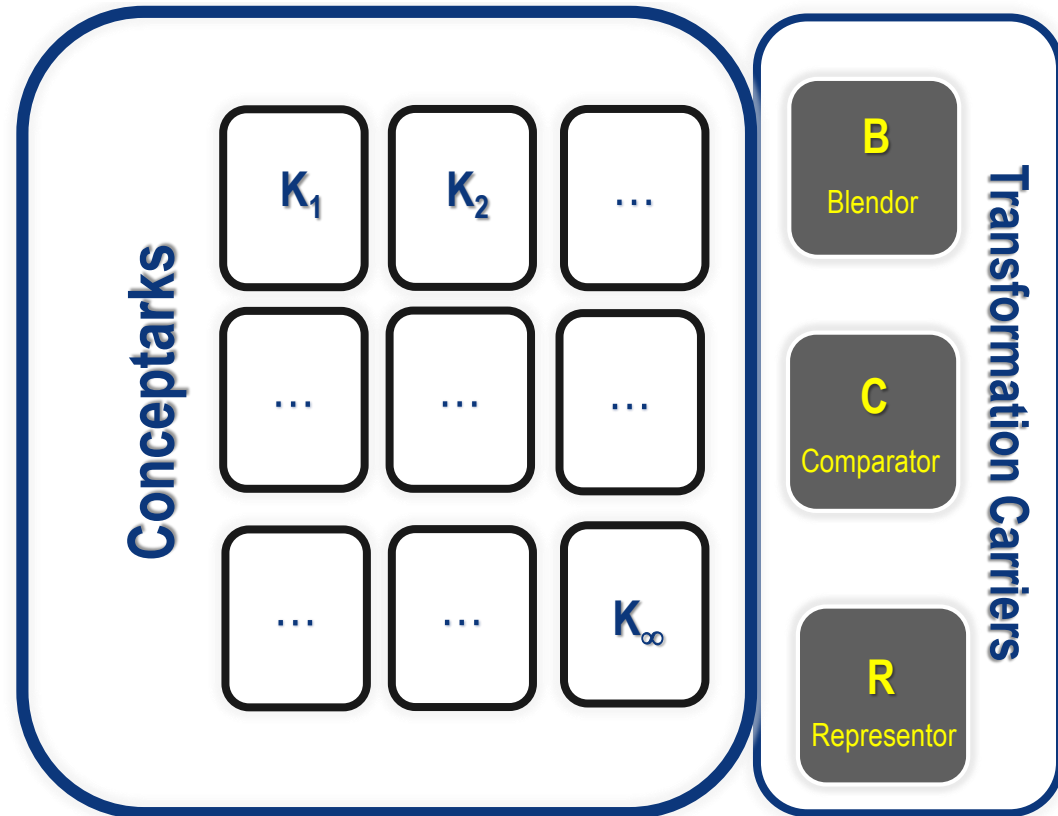 Conceptarks
K₁ K₂ ...
... ... ...
... ... K∞
B
Blendor
C
Comparator
R
Representor
Transformation Carriers